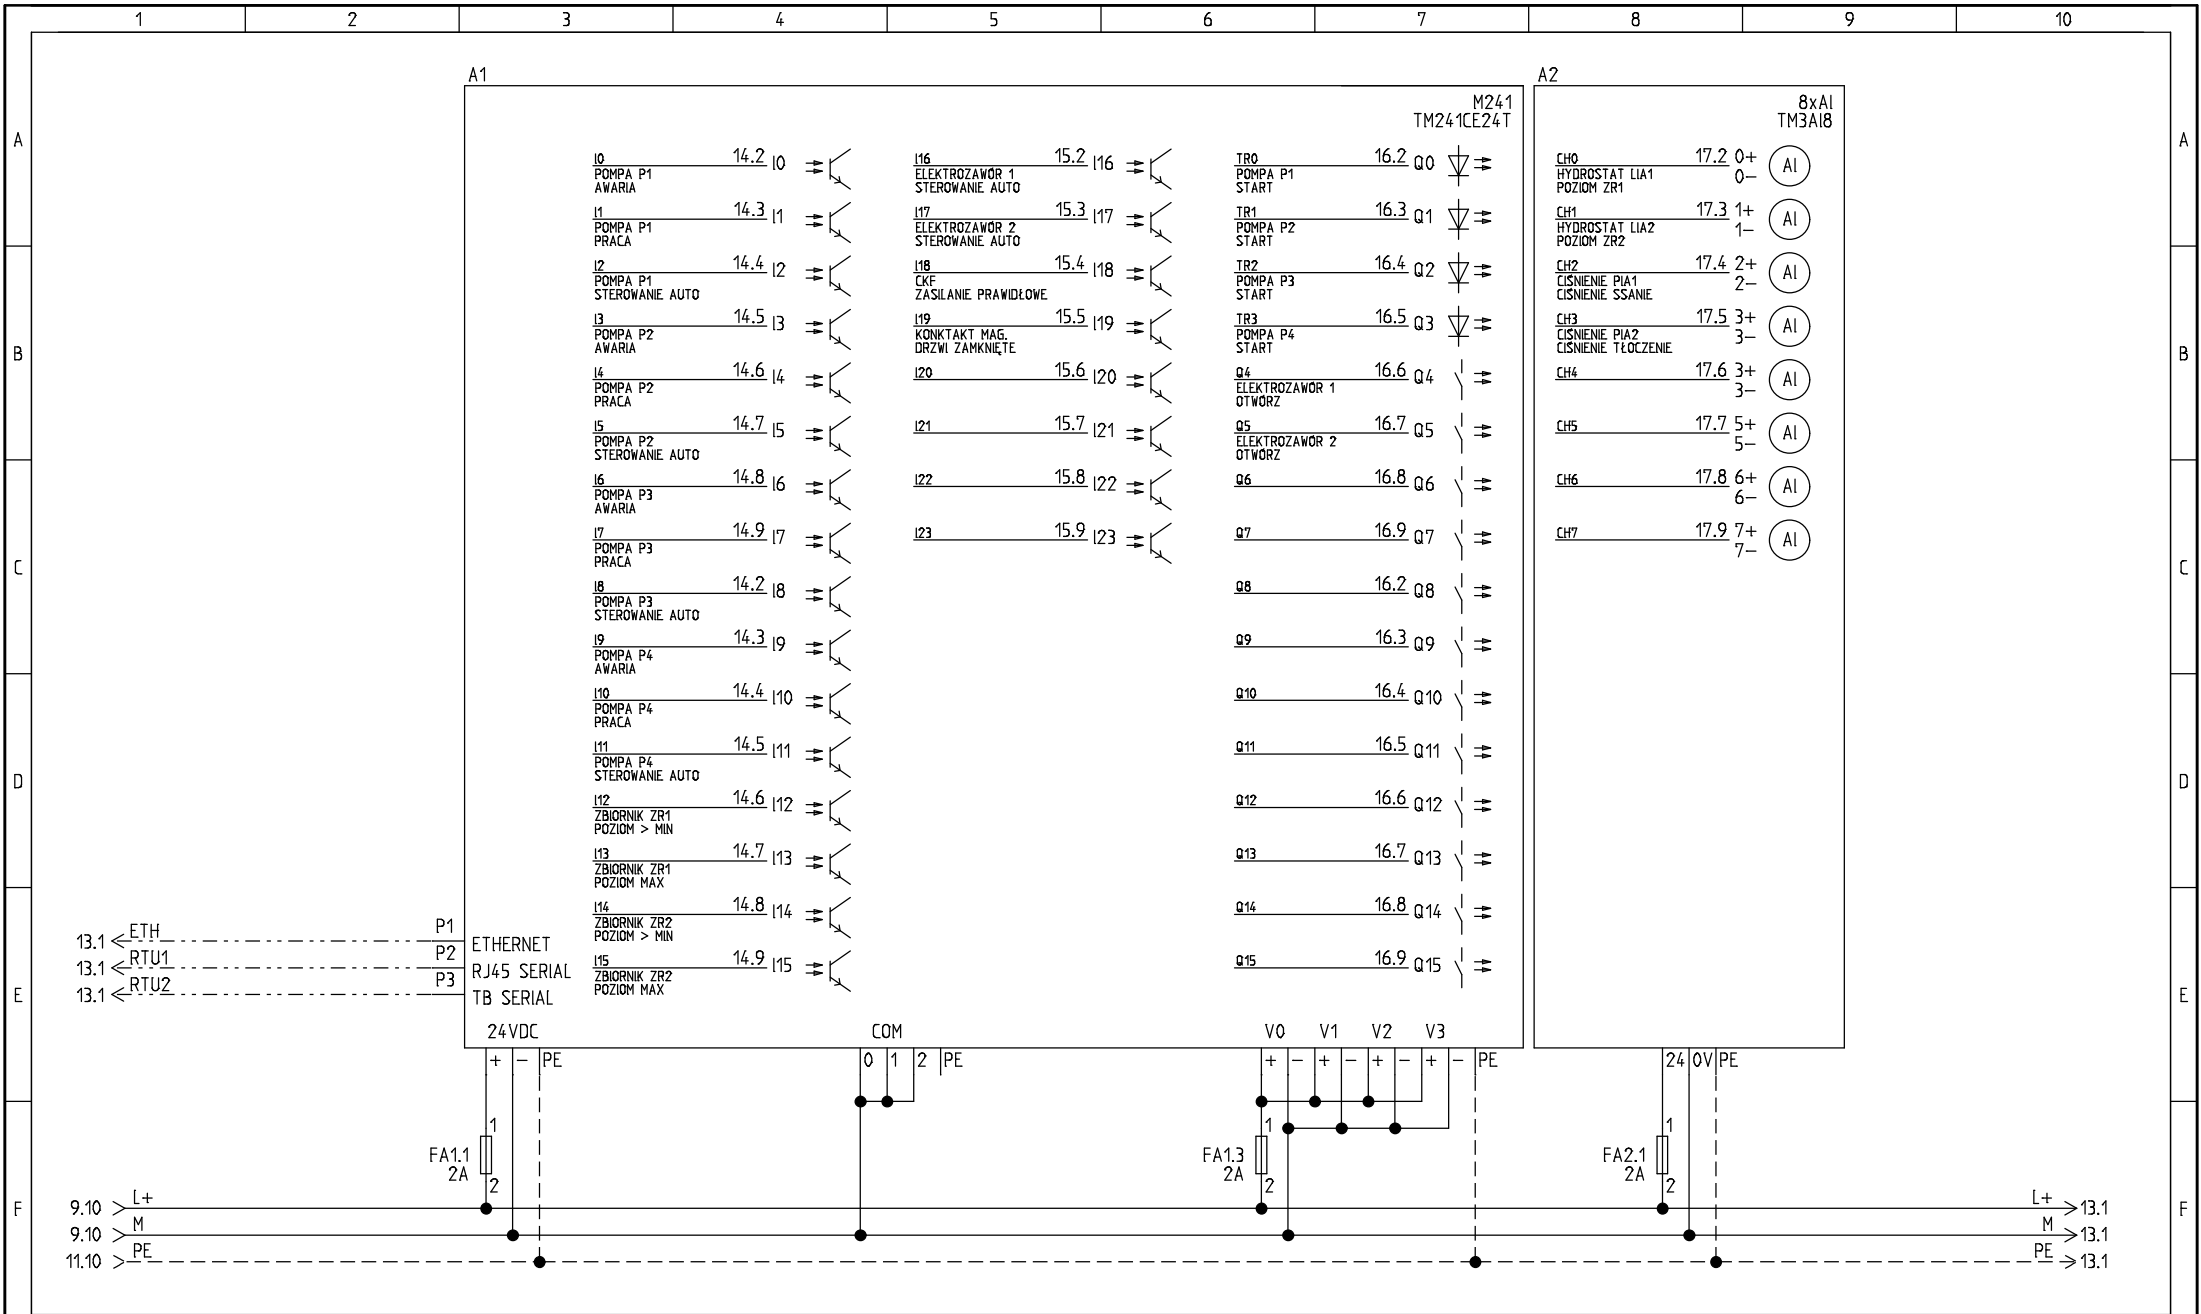 1 2 3 4 5 6 7 8 9 10
A1
A2
M241
TM241CE24T
8xAI
TM3AI8
A
A
I0 14.2 I0
POMPA P1
AWARIA
I1 14.3 I1
POMPA P1
PRACA
I2 14.4 I2
POMPA P1
STEROWANIE AUTO
I3 14.5 I3
POMPA P2
AWARIA
I4 14.6 I4
POMPA P2
PRACA
I5 14.7 I5
POMPA P2
STEROWANIE AUTO
I6 14.8 I6
POMPA P3
AWARIA
I7 14.9 I7
POMPA P3
PRACA
I8 14.2 I8
POMPA P3
STEROWANIE AUTO
I9 14.3 I9
POMPA P4
AWARIA
I10 14.4 I10
POMPA P4
PRACA
I11 14.5 I11
POMPA P4
STEROWANIE AUTO
I12 14.6 I12
ZBIORNIK ZR1
POZIOM > MIN
I13 14.7 I13
ZBIORNIK ZR1
POZIOM MAX
I14 14.8 I14
ZBIORNIK ZR2
POZIOM > MIN
I15 14.9 I15
ZBIORNIK ZR2
POZIOM MAX
I16 15.2 I16
ELEKTROZAWÓR 1
STEROWANIE AUTO
I17 15.3 I17
ELEKTROZAWÓR 2
STEROWANIE AUTO
I18 15.4 I18
CKF
ZASILANIE PRAWIDŁOWE
I19 15.5 I19
KONKTAKT MAG.
DRZWI ZAMKNIĘTE
I20 15.6 I20
I21 15.7 I21
I22 15.8 I22
I23 15.9 I23
TR0 16.2 Q0
POMPA P1
START
TR1 16.3 Q1
POMPA P2
START
TR2 16.4 Q2
POMPA P3
START
TR3 16.5 Q3
POMPA P4
START
Q4 16.6 Q4
ELEKTROZAWÓR 1
OTWÓRZ
Q5 16.7 Q5
ELEKTROZAWÓR 2
OTWÓRZ
Q6 16.8 Q6
Q7 16.9 Q7
Q8 16.2 Q8
Q9 16.3 Q9
Q10 16.4 Q10
Q11 16.5 Q11
Q12 16.6 Q12
Q13 16.7 Q13
Q14 16.8 Q14
Q15 16.9 Q15
CH0 17.2 0+ AI
HYDROSTAT LIA1 0-
POZIOM ZR1
CH1 17.3 1+ AI
HYDROSTAT LIA2 1-
POZIOM ZR2
CH2 17.4 2+ AI
CIŚNIENIE PIA1 2-
CIŚNIENIE SSANIE
CH3 17.5 3+ AI
CIŚNIENIE PIA2 3-
CIŚNIENIE TŁOCZENIE
CH4 17.6 3+ AI
3-
CH5 17.7 5+ AI
5-
CH6 17.8 6+ AI
6-
CH7 17.9 7+ AI
7-
B
B
C
C
D
D
E
E
13.1 ETH P1 ETHERNET
13.1 RTU1 P2 RJ45 SERIAL
13.1 RTU2 P3 TB SERIAL
24VDC COM V0 V1 V2 V3
+ - PE 0 1 2 PE + - + - + - + - PE 24 0V PE
1
FA1.1
2A
2
1
FA1.3
2A
2
1
FA2.1
2A
2
F
F
9.10 L+ L+ 13.1
9.10 M M 13.1
11.10 PE PE 13.1